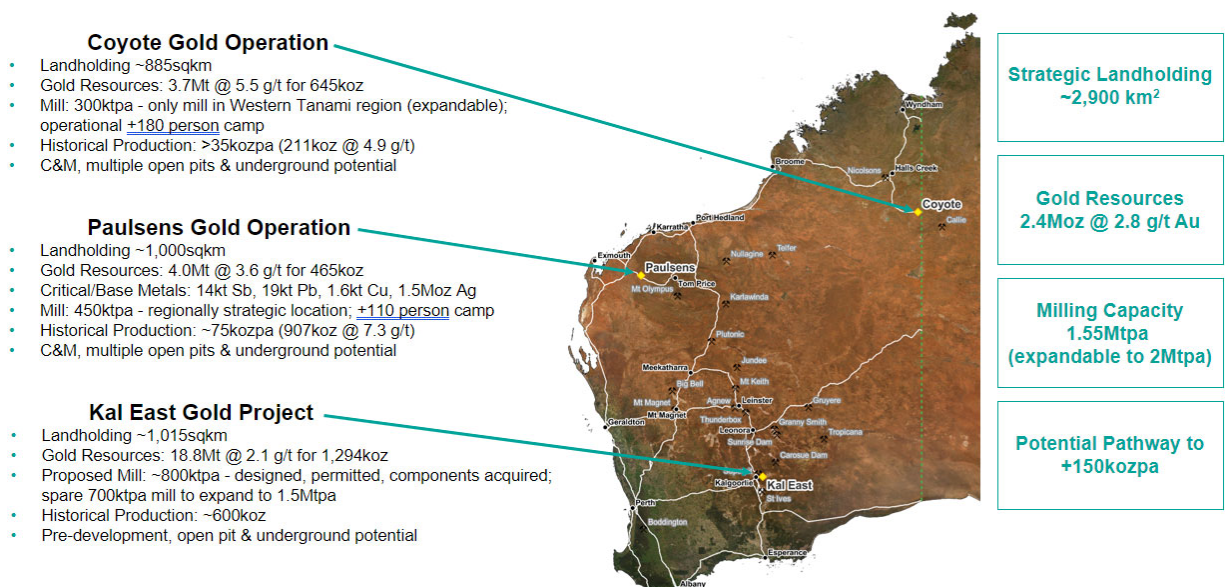 Coyote Gold Operation
• Landholding ~885sqkm
• Gold Resources: 3.7Mt @ 5.5 g/t for 645koz
• Mill: 300ktpa - only mill in Western Tanami region (expandable);
operational +180 person camp
• Historical Production: >35kozpa (211koz @ 4.9 g/t)
• C&M, multiple open pits & underground potential
Paulsens Gold Operation
• Landholding ~1,000sqkm
• Gold Resources: 4.0Mt @ 3.6 g/t for 465koz
• Critical/Base Metals: 14kt Sb, 19kt Pb, 1.6kt Cu, 1.5Moz Ag
• Mill: 450ktpa - regionally strategic location; +110 person camp
• Historical Production: ~75kozpa (907koz @ 7.3 g/t)
• C&M, multiple open pits & underground potential
Kal East Gold Project
• Landholding ~1,015sqkm
• Gold Resources: 18.8Mt @ 2.1 g/t for 1,294koz
• Proposed Mill: ~800ktpa - designed, permitted, components acquired;
spare 700ktpa mill to expand to 1.5Mtpa
• Historical Production: ~600koz
• Pre-development, open pit & underground potential
Wyndham
Broome
Nicolsons
Halls Creek
Coyote
Callie
Port Hedland
Karratha
Exmouth
Nullagine
Telfer
Paulsens
Tom Price
Mt Olympus
Karlawinda
Plutonic
Meekatharra
Jundee
Big Bell
Mt Keith
Mt Magnet
Agnew
Leinster
Mt Magnet
Gruyere
Geraldton
Thunderbox
Granny Smith
Leonora
Sunrise Dam
Tropicana
Carosue Dam
Kalgoorlie
Kal East
St Ives
Perth
Boddington
Esperance
Albany
Strategic Landholding
~2,900 km²
Gold Resources
2.4Moz @ 2.8 g/t Au
Milling Capacity
1.55Mtpa
(expandable to 2Mtpa)
Potential Pathway to
+150kozpa